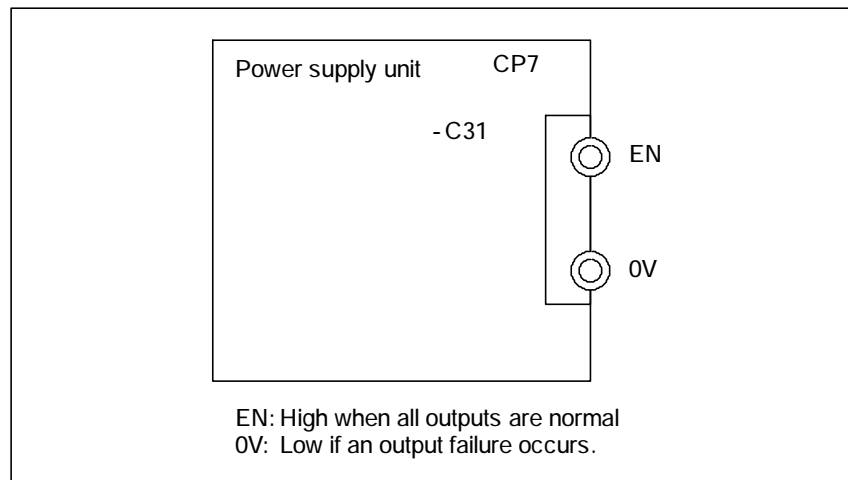 Power supply unit CP7
- C31
EN
0V
EN: High when all outputs are normal
0V: Low if an output failure occurs.